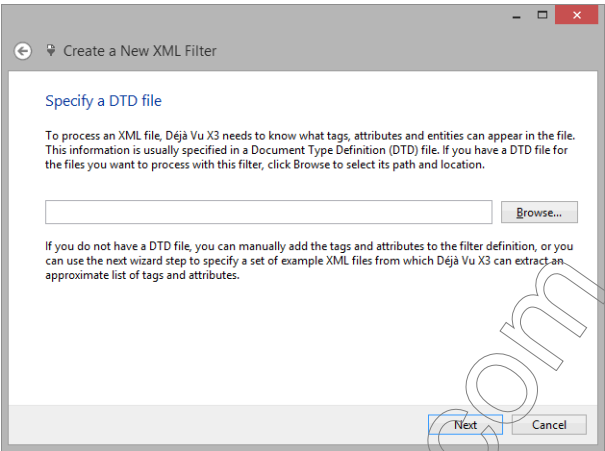 Create a New XML Filter
Specify a DTD file
To process an XML file, Déjà Vu X3 needs to know what tags, attributes and entities can appear in the file.
This information is usually specified in a Document Type Definition (DTD) file. If you have a DTD file for
the files you want to process with this filter, click Browse to select its path and location.
Browse...
If you do not have a DTD file, you can manually add the tags and attributes to the filter definition, or you
can use the next wizard step to specify a set of example XML files from which Déjà Vu X3 can extract an
approximate list of tags and attributes.
.com
Next Cancel